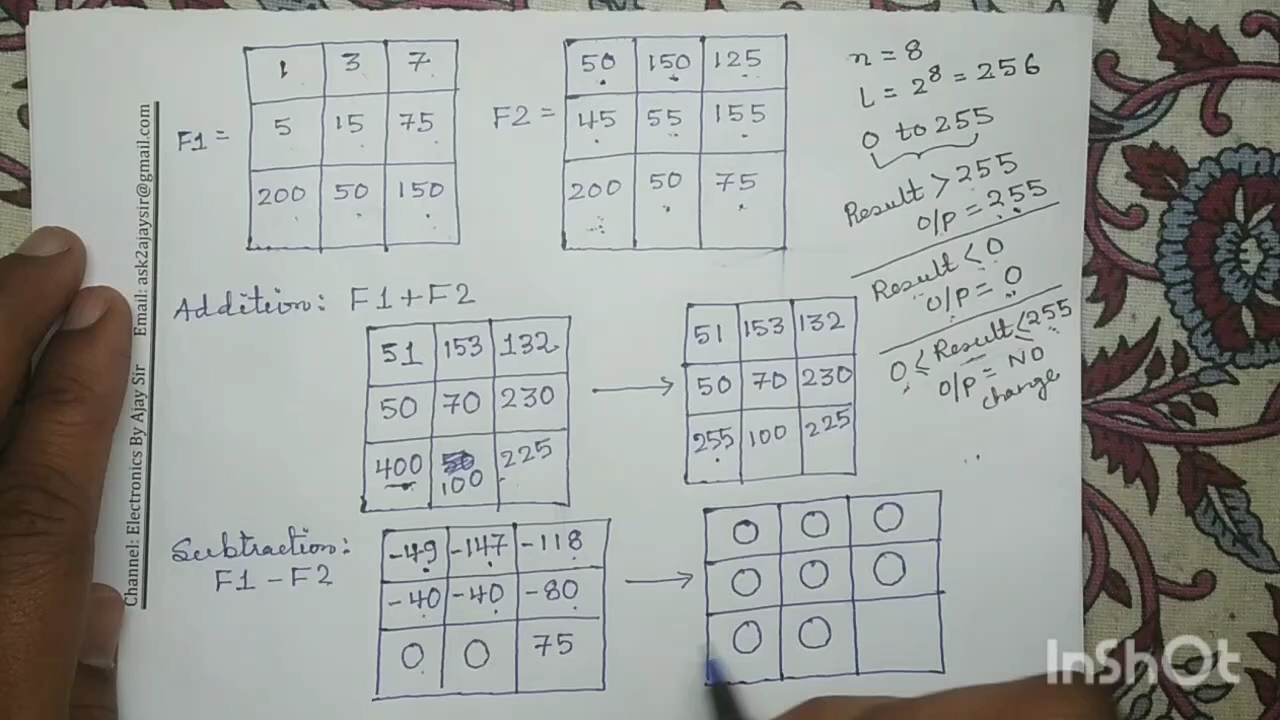 Channel: Electronics By Ajay Sir Email: ask2ajaysir@gmail.com
F1 =
1 3 7
5 15 75
200 50 150
F2 =
50 150 125
45 55 155
200 50 75
n = 8
L = 2⁸ = 256
0 to 255
Result > 255
O/P = 255
Result < 0
O/P = 0
0 ≤ Result ≤ 255
O/P = NO
change
Addition: F1+F2
51 153 132
70 230
50
400 100 225
→
51 153 132
50 70 230
255 100 225
Subtraction:
F1 - F2
-49 -147 -118
-40 -40 -80
0 0 75
→
0 0 0
0 0 0
0 0
InShOt